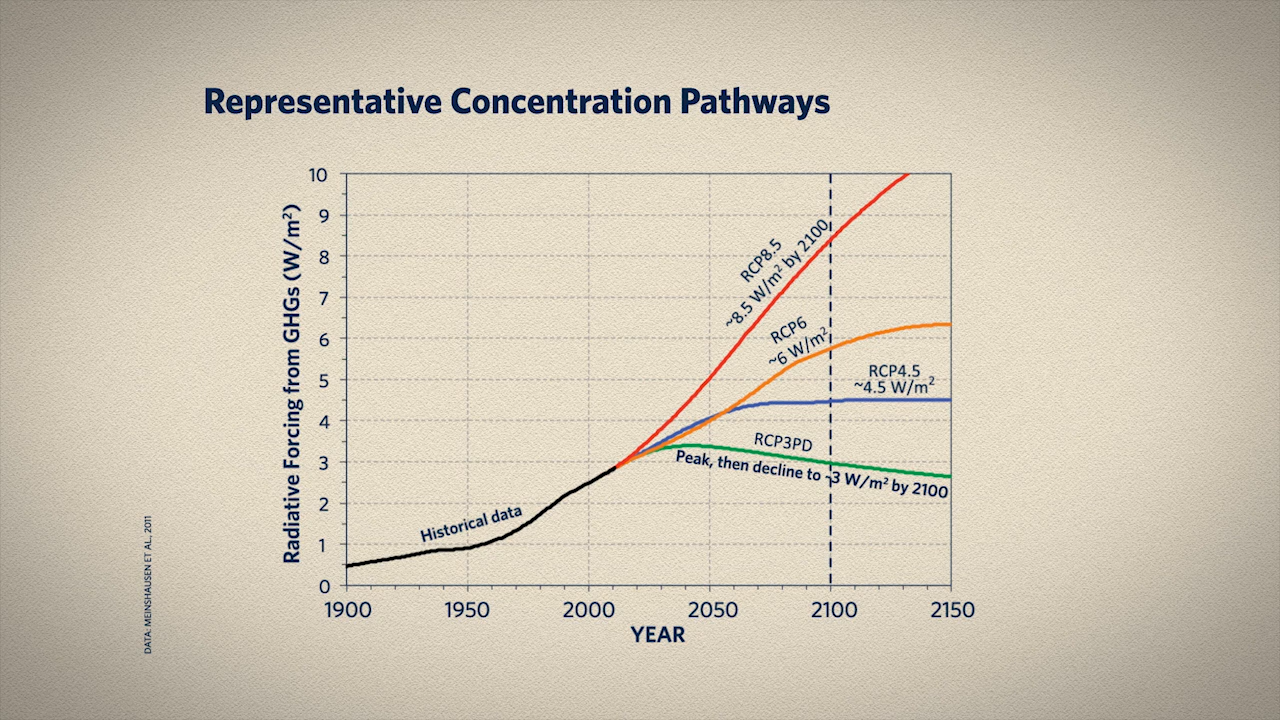 Representative Concentration Pathways
Radiative Forcing from GHGs (W/m²)
10
9
8
7
6
5
4
3
2
1
0
RCP8.5
~8.5 W/m² by 2100
RCP6
~6 W/m²
RCP4.5
~4.5 W/m²
RCP3PD
Peak, then decline to ~3 W/m² by 2100
Historical data
1900 1950 2000 2050 2100 2150
YEAR
DATA: MEINSHAUSEN ET AL, 2011